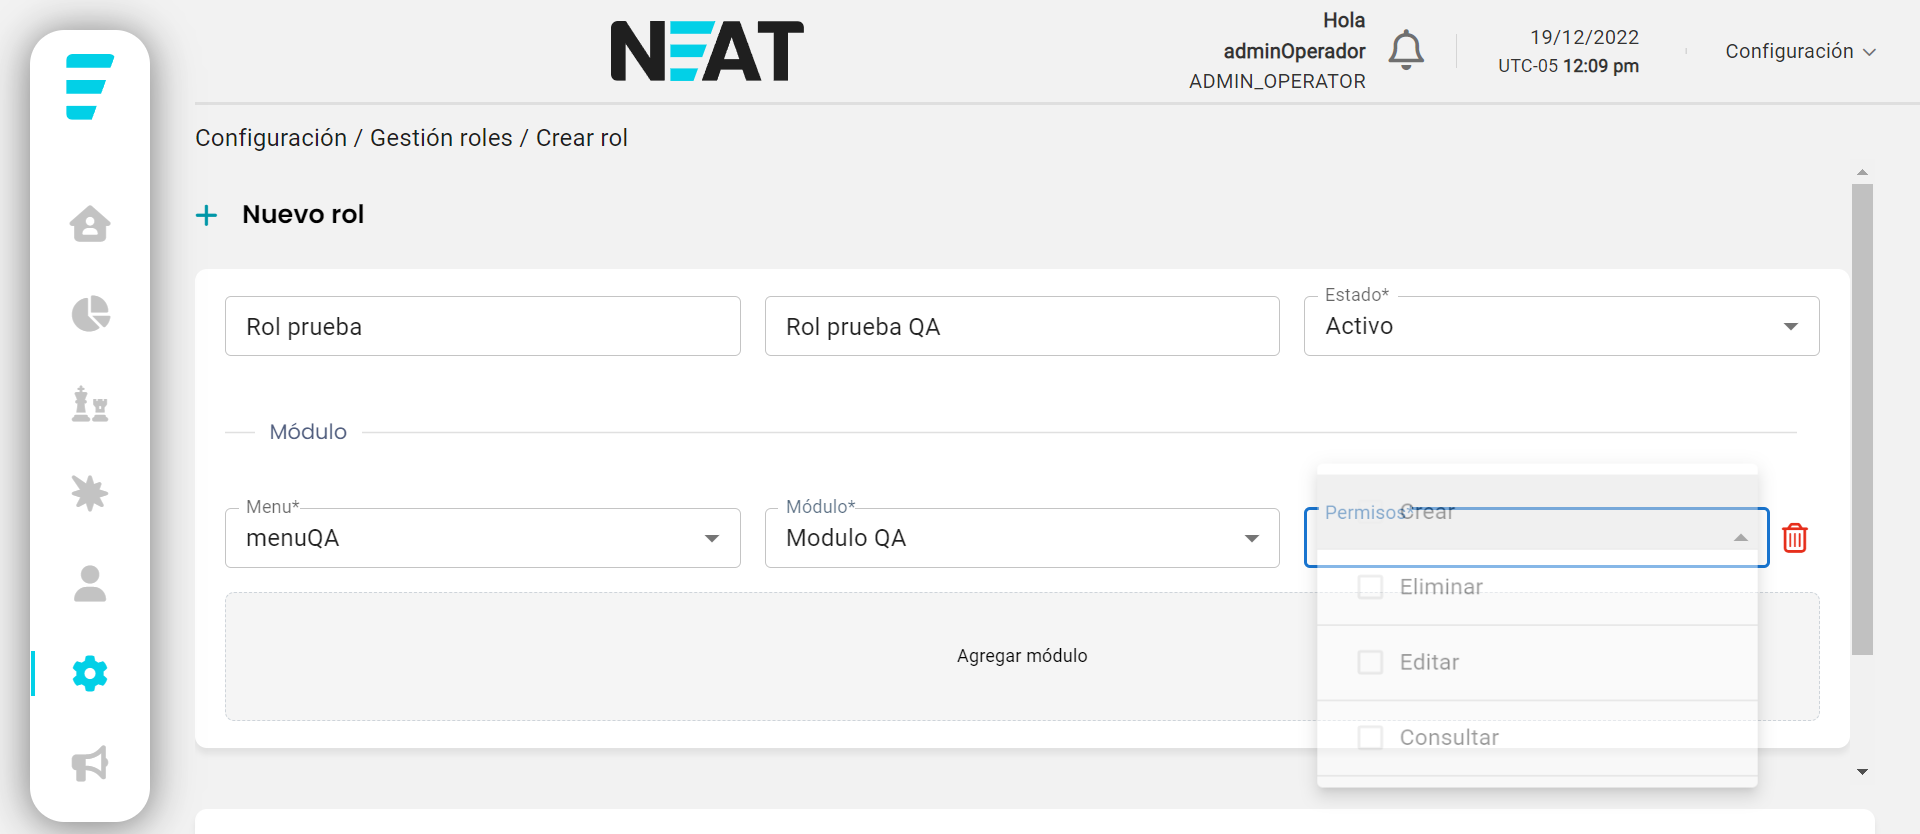 NEAT
Hola
adminOperador
ADMIN_OPERATOR
19/12/2022
UTC-05 12:09 pm
Configuración
Configuración / Gestión roles / Crear rol
Nuevo rol
Rol prueba
Rol prueba QA
Estado*
Activo
Módulo
Menu*
menuQA
Módulo*
Modulo QA
Permisos*
Crear
Eliminar
Editar
Consultar
Agregar módulo